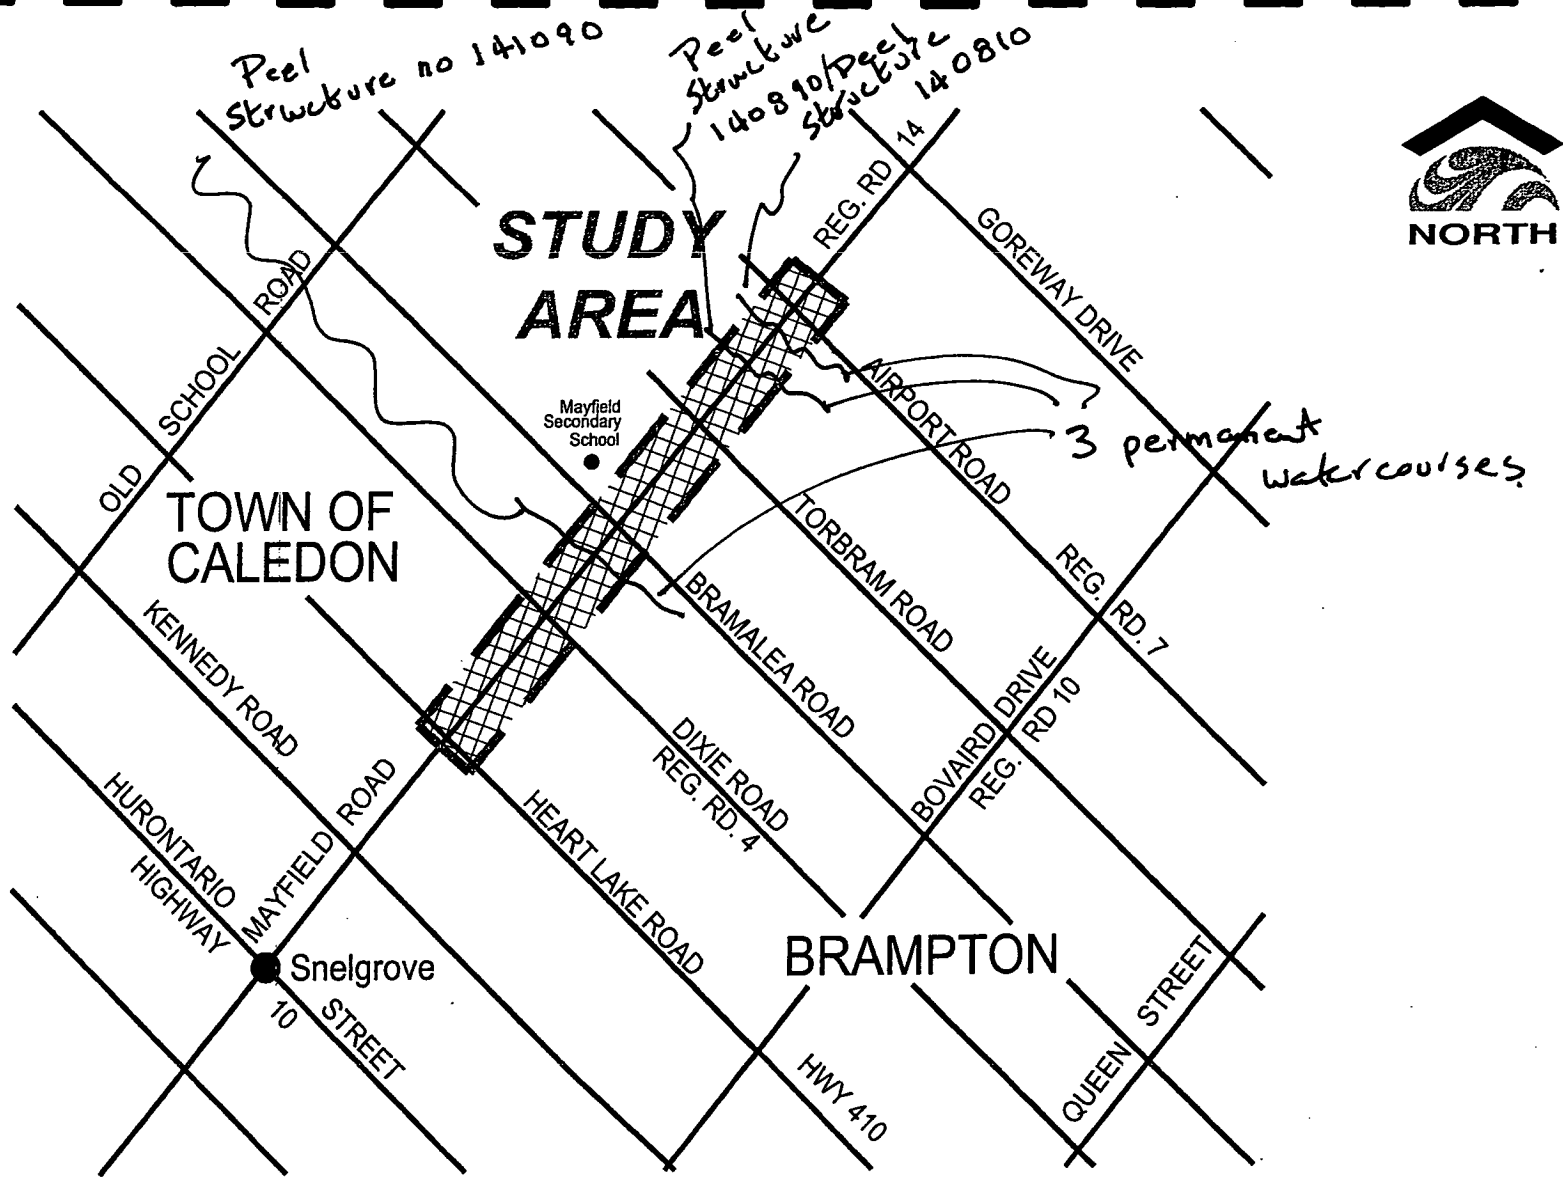 Peel
Structure no 141090
Peel
Structure
140890/Peel
Structure
140810
REG. RD 14
NORTH
STUDY
AREA
GOREWAY DRIVE
OLD SCHOOL ROAD
Mayfield
Secondary
School
AIRPORT ROAD
REG. RD. 7
3 permanent
watercourses.
TOWN OF
CALEDON
TORBRAM ROAD
BRAMALEA ROAD
KENNEDY ROAD
DIXIE ROAD
REG. RD. 4
BOVAIRD DRIVE
REG. RD 10
HURONTARIO
HIGHWAY
MAYFIELD ROAD
HEART LAKE ROAD
BRAMPTON
Snelgrove
10
STREET
HWY 410
QUEEN STREET